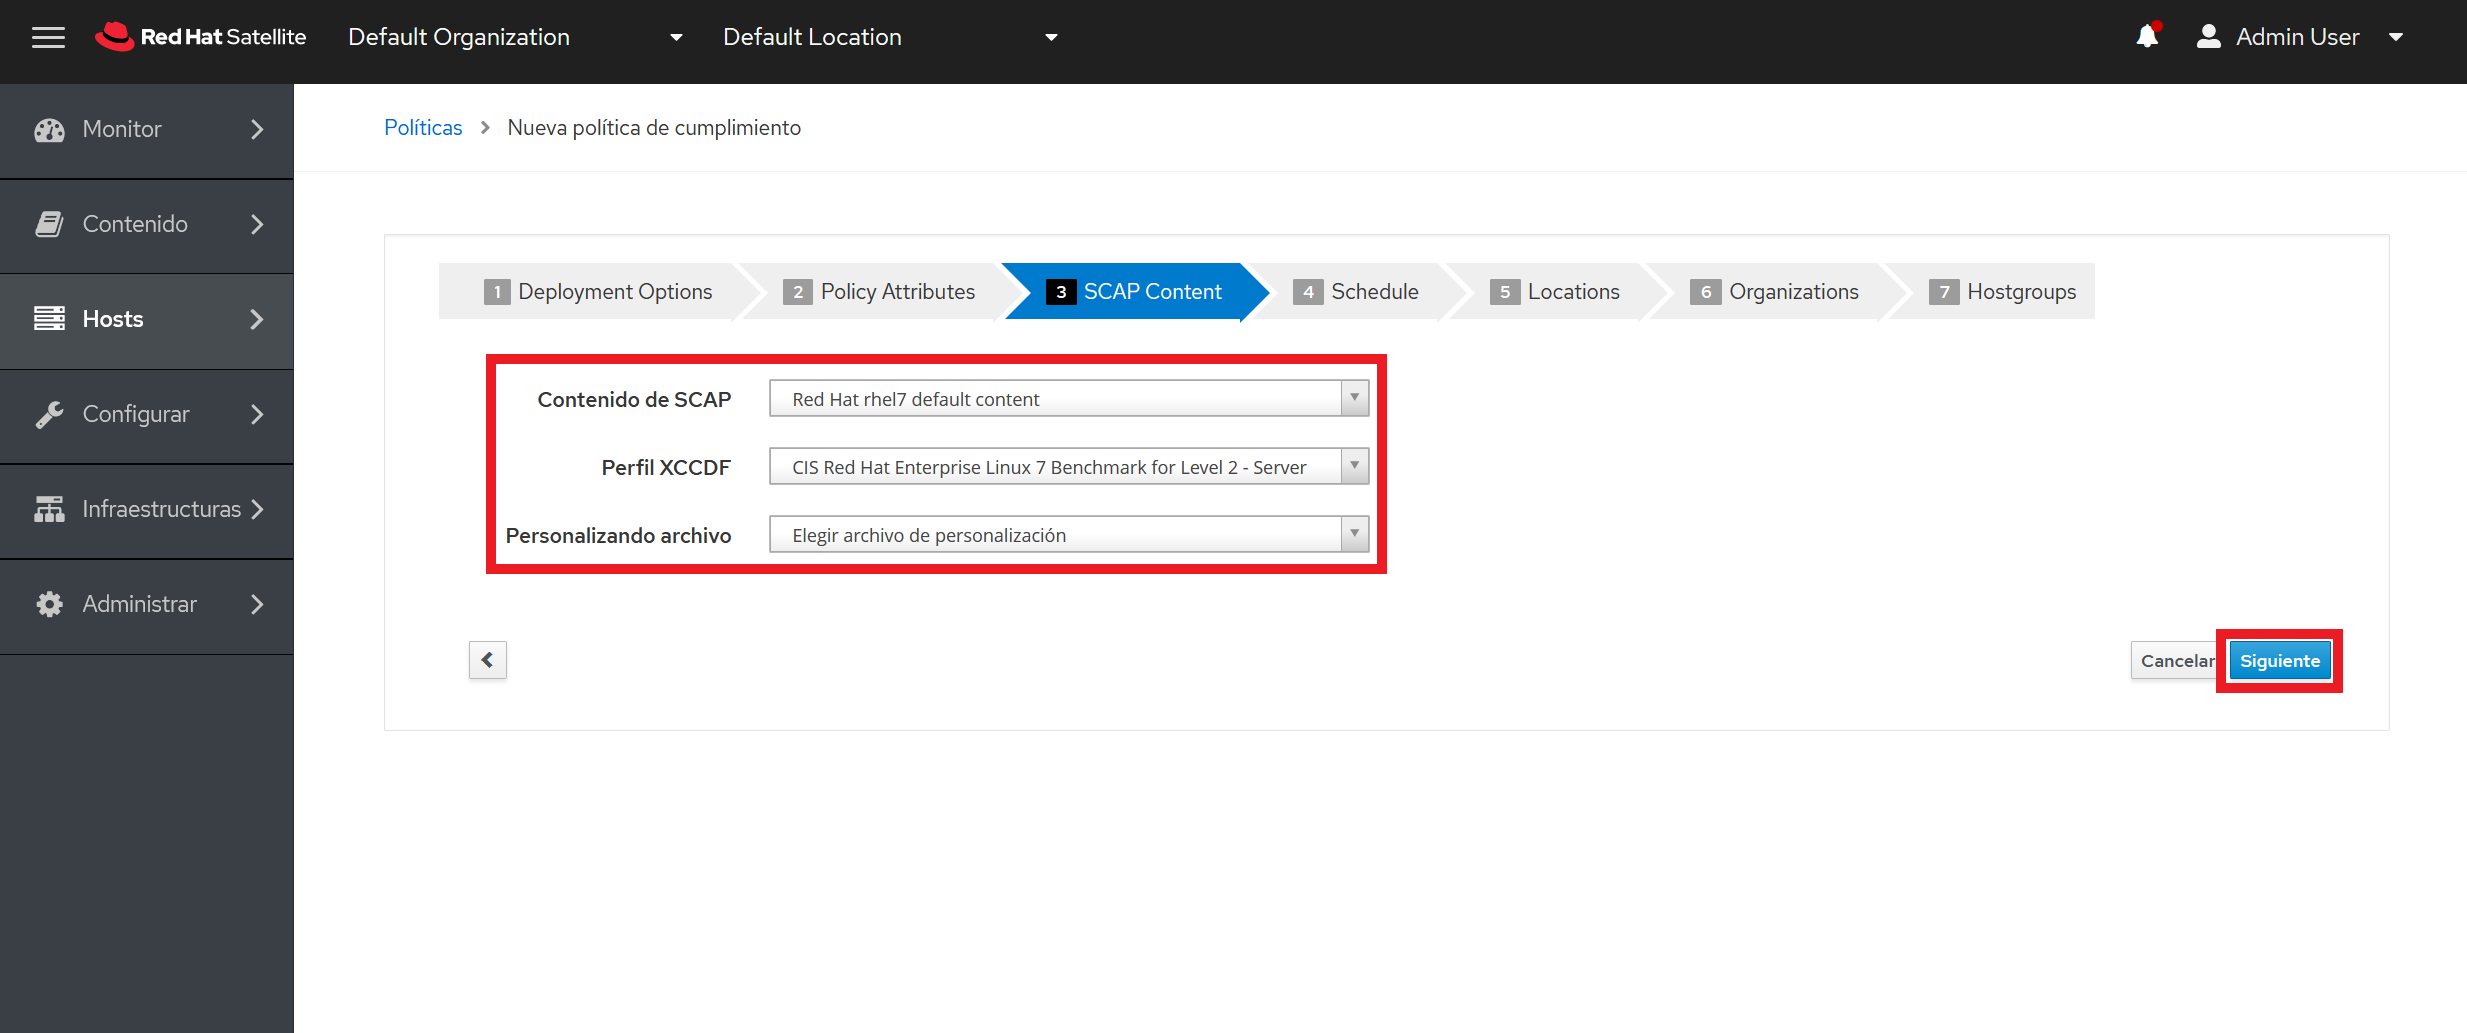 Red Hat Satellite Default Organization Default Location Admin User
Monitor
Contenido
Hosts
Configurar
Infraestructuras
Administrar
Políticas > Nueva política de cumplimiento
1 Deployment Options 2 Policy Attributes 3 SCAP Content 4 Schedule 5 Locations 6 Organizations 7 Hostgroups
Contenido de SCAP Red Hat rhel7 default content
Perfil XCCDF CIS Red Hat Enterprise Linux 7 Benchmark for Level 2 - Server
Personalizando archivo Elegir archivo de personalización
Cancelar Siguiente